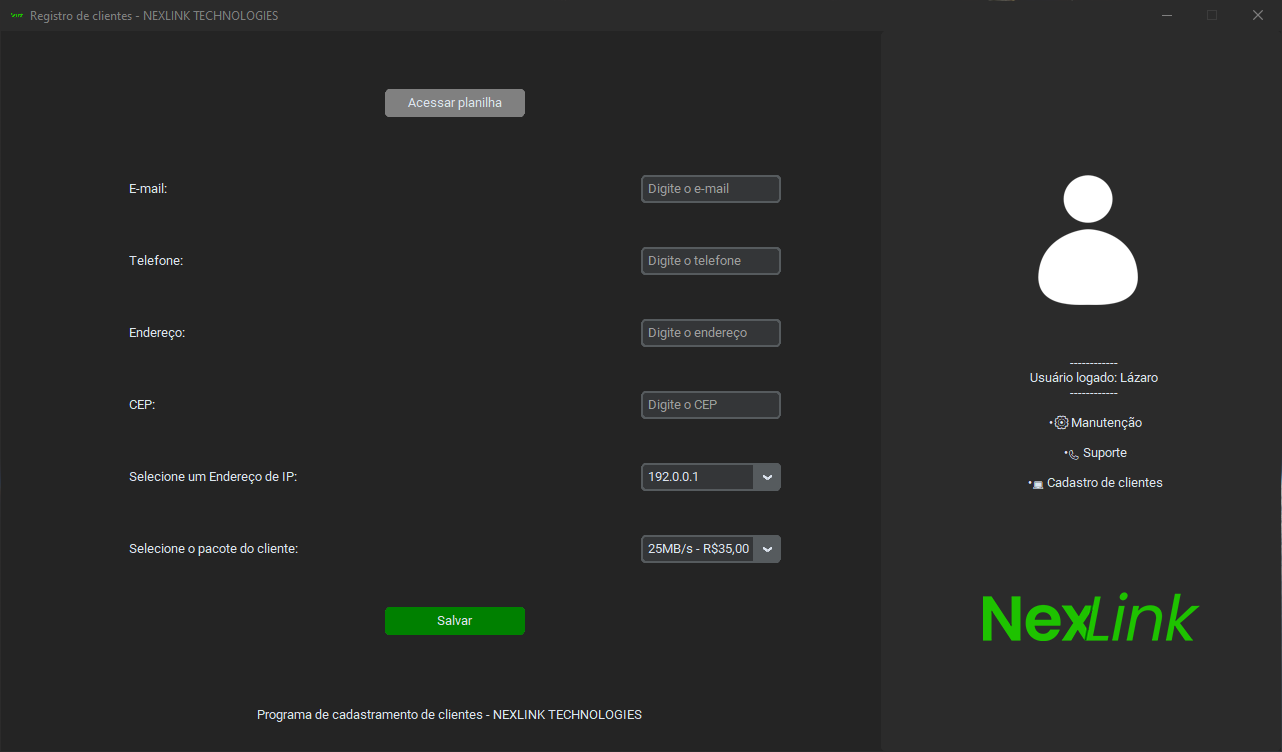 Registro de clientes - NEXLINK TECHNOLOGIES
Acessar planilha
E-mail:
Digite o e-mail
Telefone:
Digite o telefone
Endereço:
Digite o endereço
CEP:
Digite o CEP
Selecione um Endereço de IP:
192.0.0.1
Selecione o pacote do cliente:
25MB/s - R$35,00
Salvar
Programa de cadastramento de clientes - NEXLINK TECHNOLOGIES
------------
Usuário logado: Lázaro
------------
• Manutenção
• Suporte
• Cadastro de clientes
NexLink